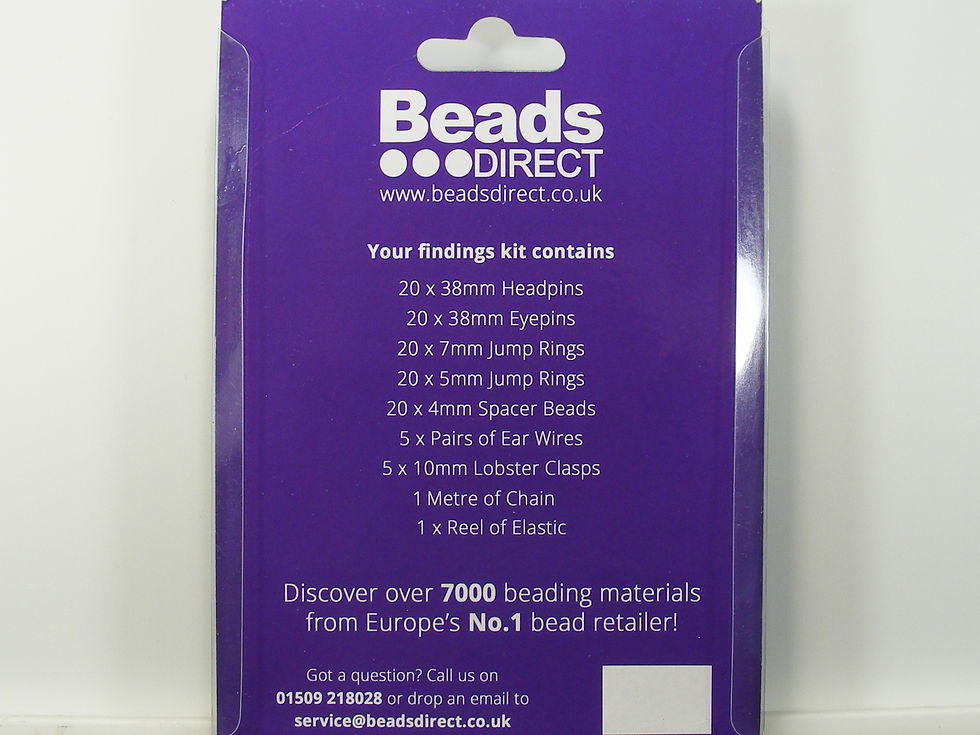 Beads
DIRECT
www.beadsdirect.co.uk
Your findings kit contains
20 x 38mm Headpins
20 x 38mm Eyepins
20 x 7mm Jump Rings
20 x 5mm Jump Rings
20 x 4mm Spacer Beads
5 x Pairs of Ear Wires
5 x 10mm Lobster Clasps
1 Metre of Chain
1 x Reel of Elastic
Discover over 7000 beading materials
from Europe's No.1 bead retailer!
Got a question? Call us on
01509 218028 or drop an email to
service@beadsdirect.co.uk